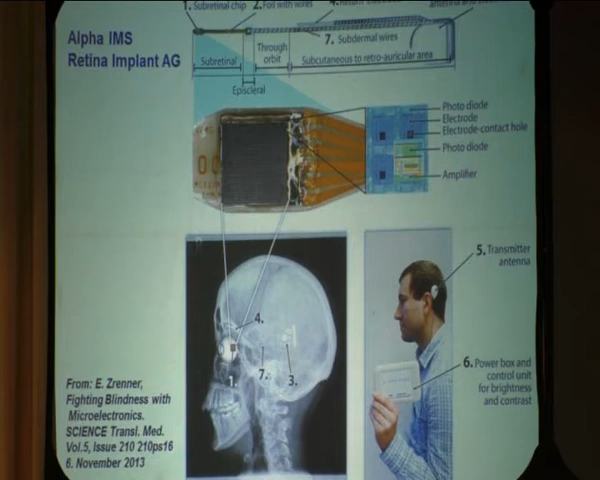 1. Subretinal chip
2. Foil with wires
Alpha IMS
Retina Implant AG
7. Subdermal wires
Subretinal
Through
orbit
Subcutaneous to retro-auricular area
Episcleral
Photo diode
Electrode
Electrode-contact hole
Photo diode
Amplifier
4.
1.
7.
3.
5. Transmitter
antenna
6. Power box and
control unit
for brightness
and contrast
From: E. Zrenner,
Fighting Blindness with
Microelectronics.
SCIENCE Transl. Med.
Vol.5, Issue 210 210ps16
6. November 2013